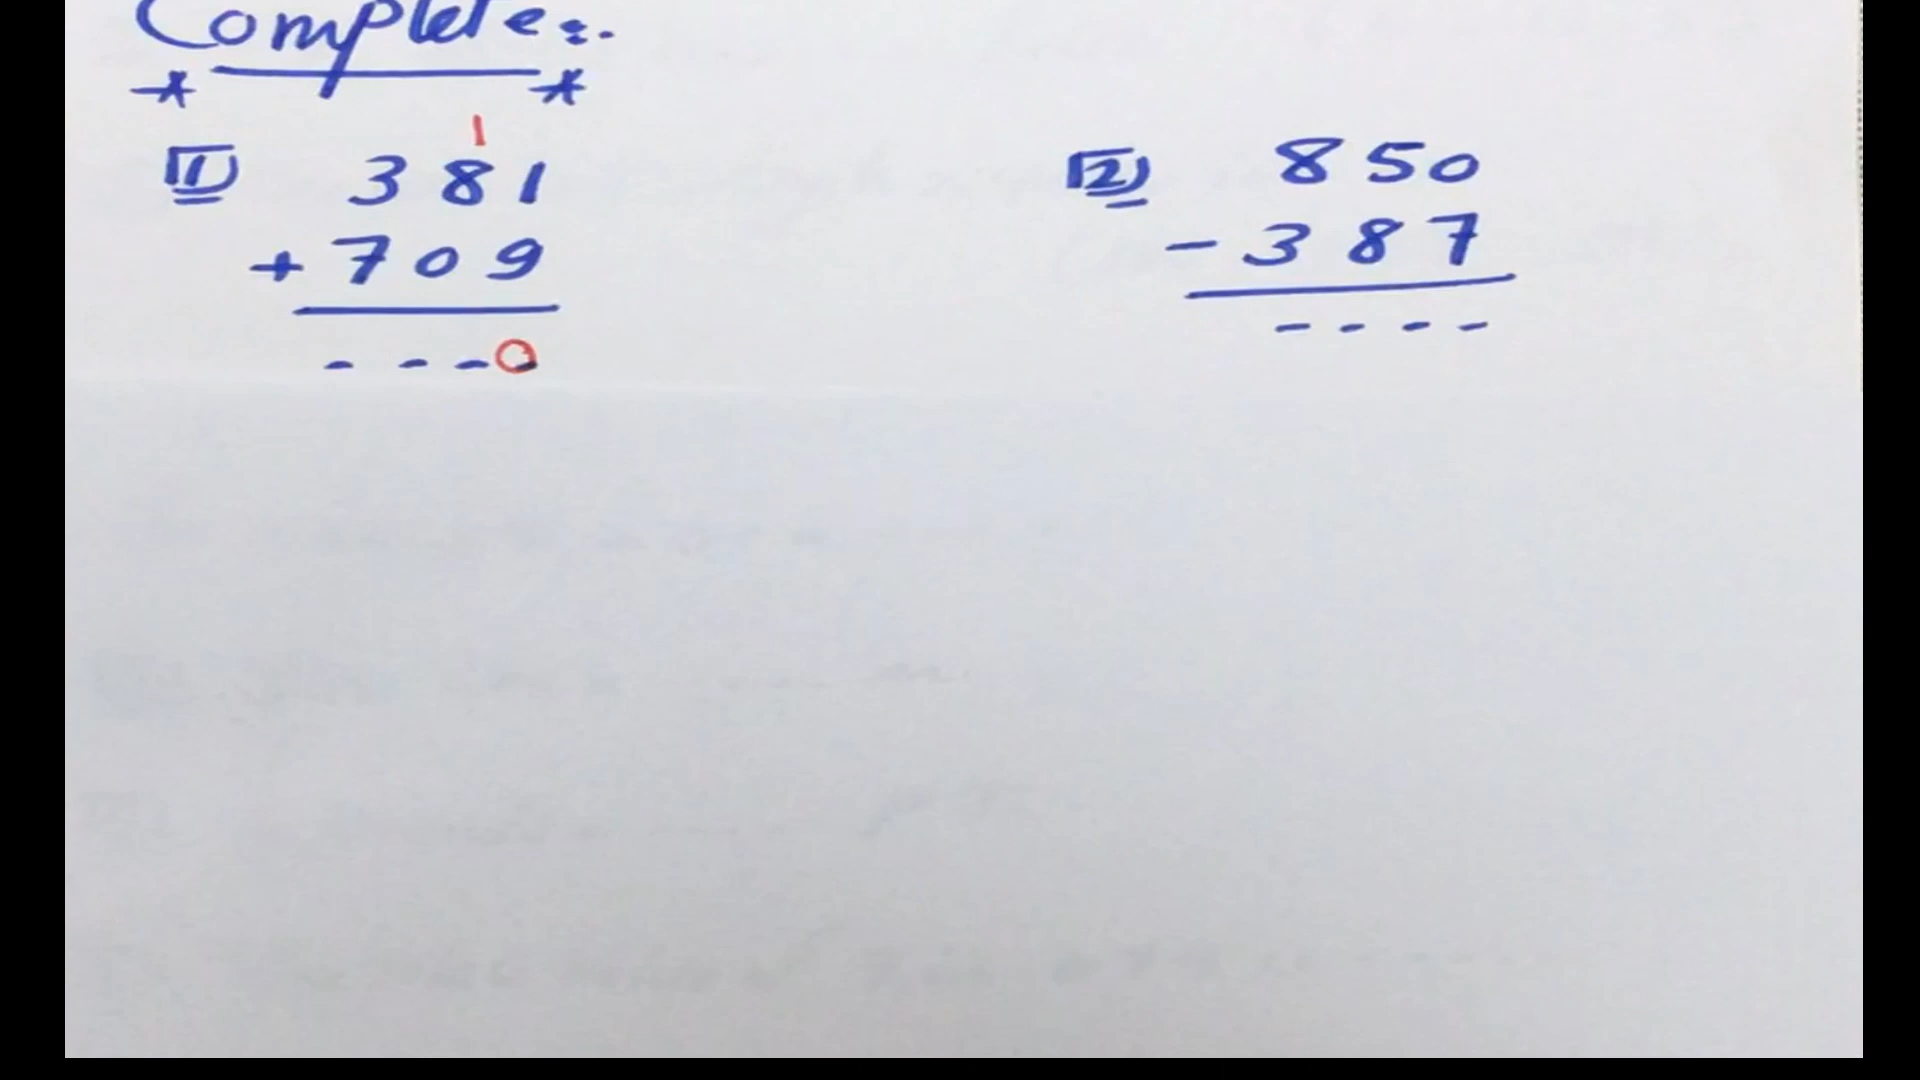 Complete:.
1
[1] 381
+ 709
- - - 0
[2] 850
- 387
- - - -